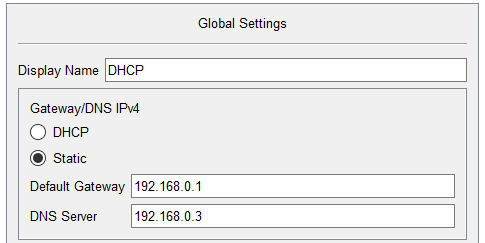 Global Settings
Display Name DHCP
Gateway/DNS IPv4
DHCP
Static
Default Gateway 192.168.0.1
DNS Server 192.168.0.3